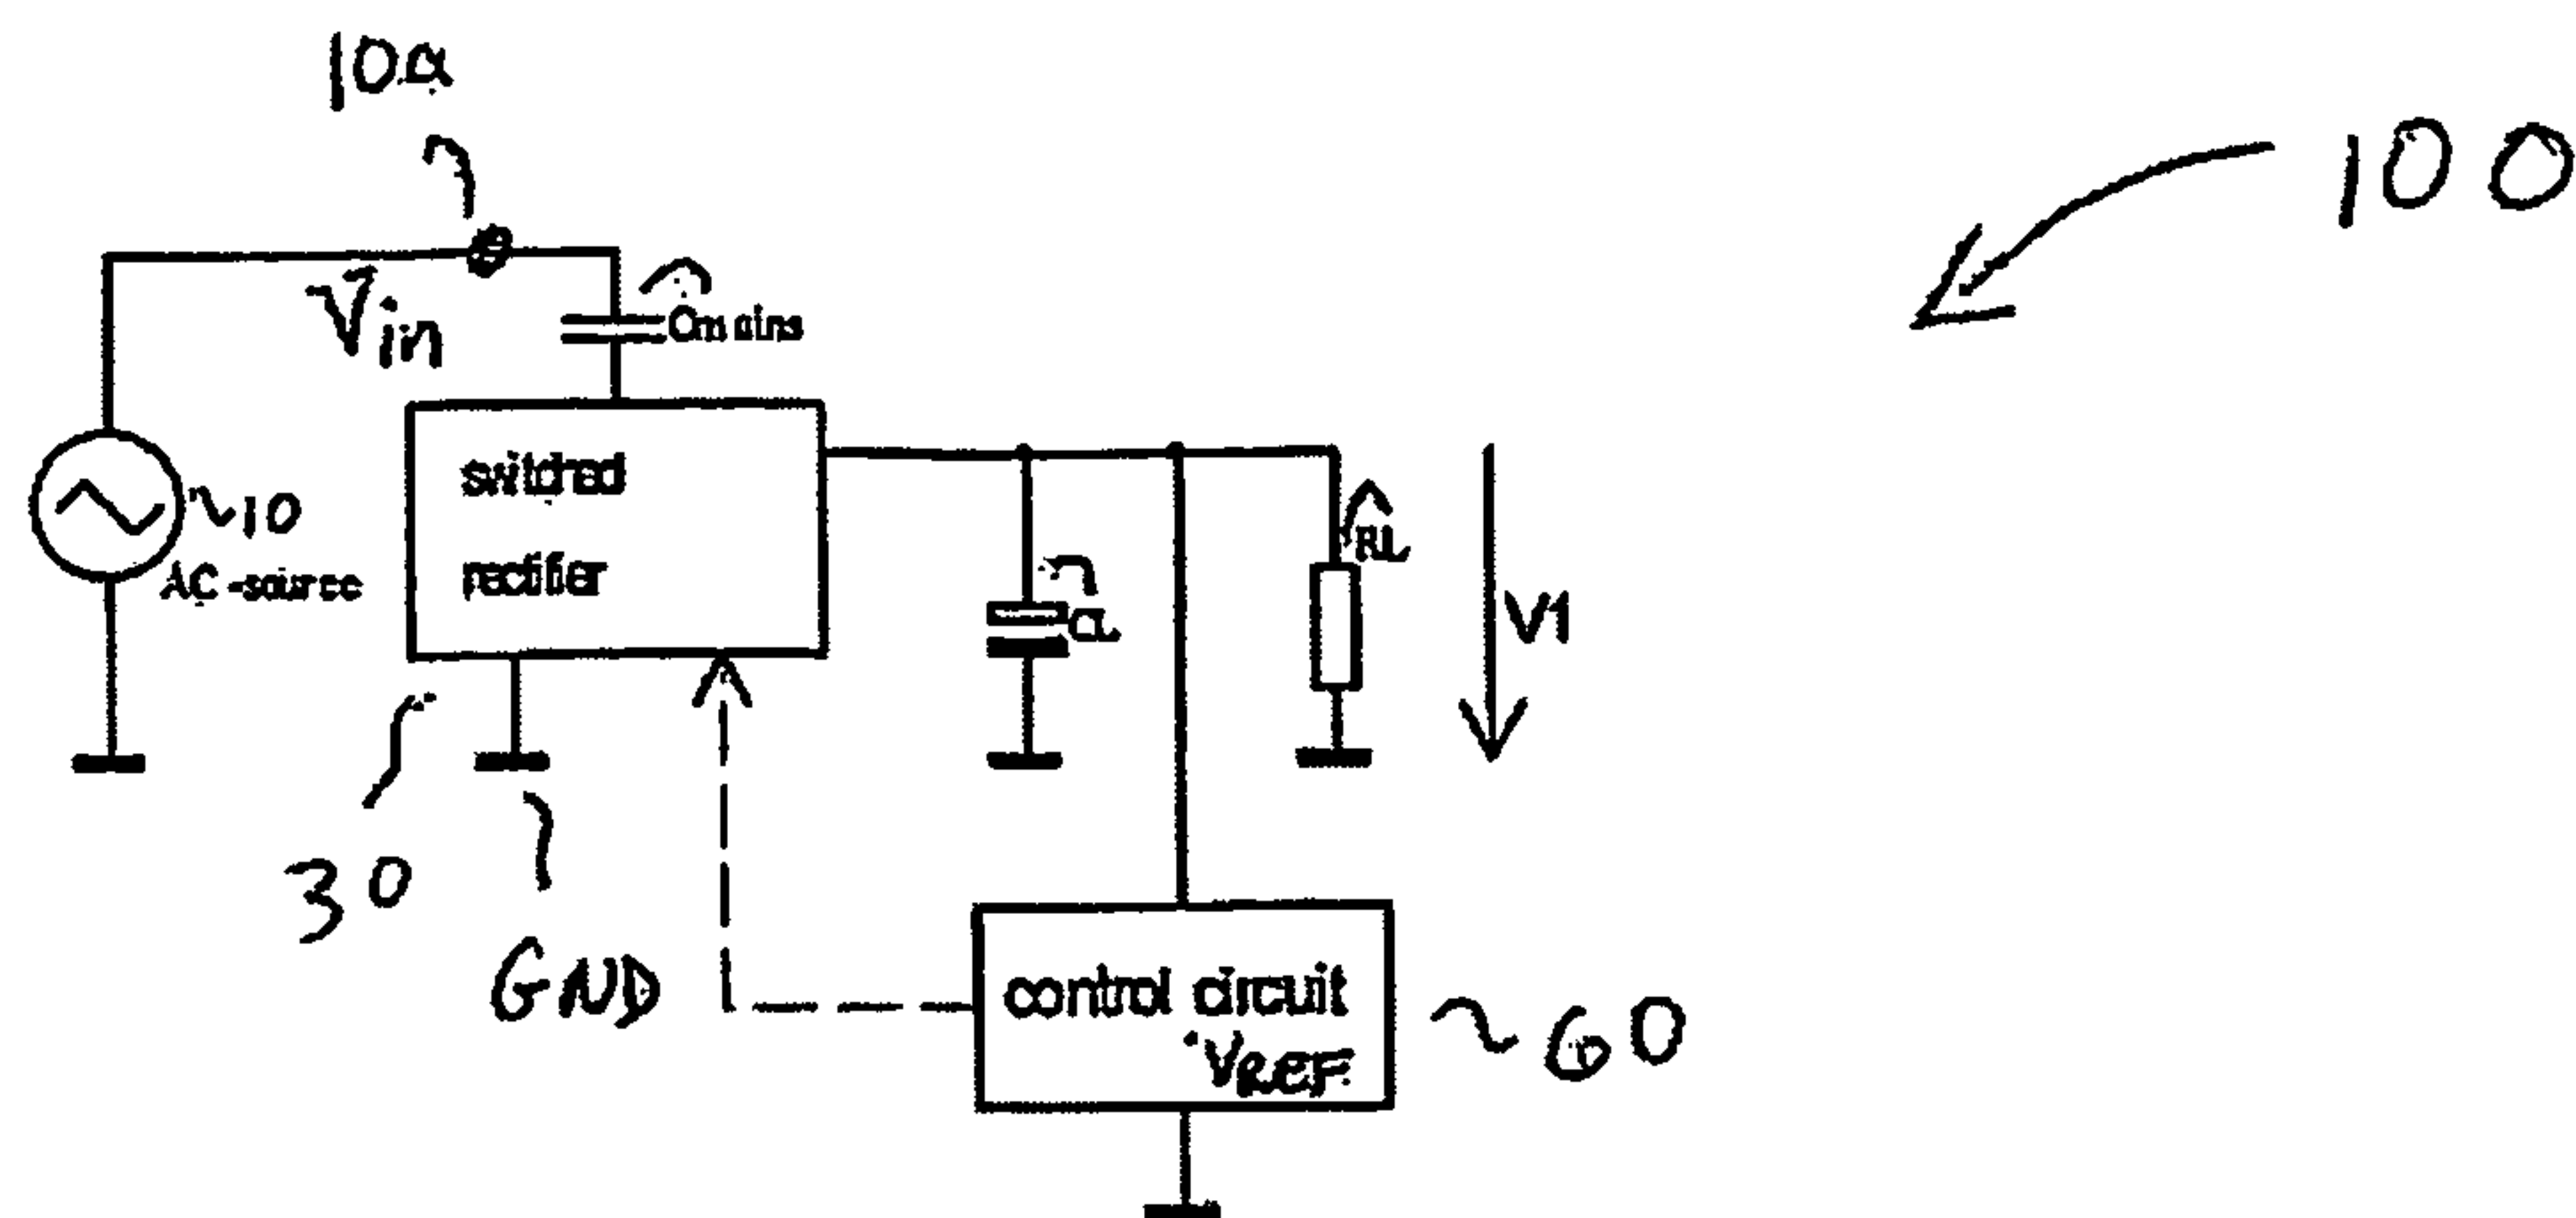 10a
100
Vin
Cmains
switched
rectifier
10
AC-source
RL
CL
V1
30
GND
control circuit
VREF
60